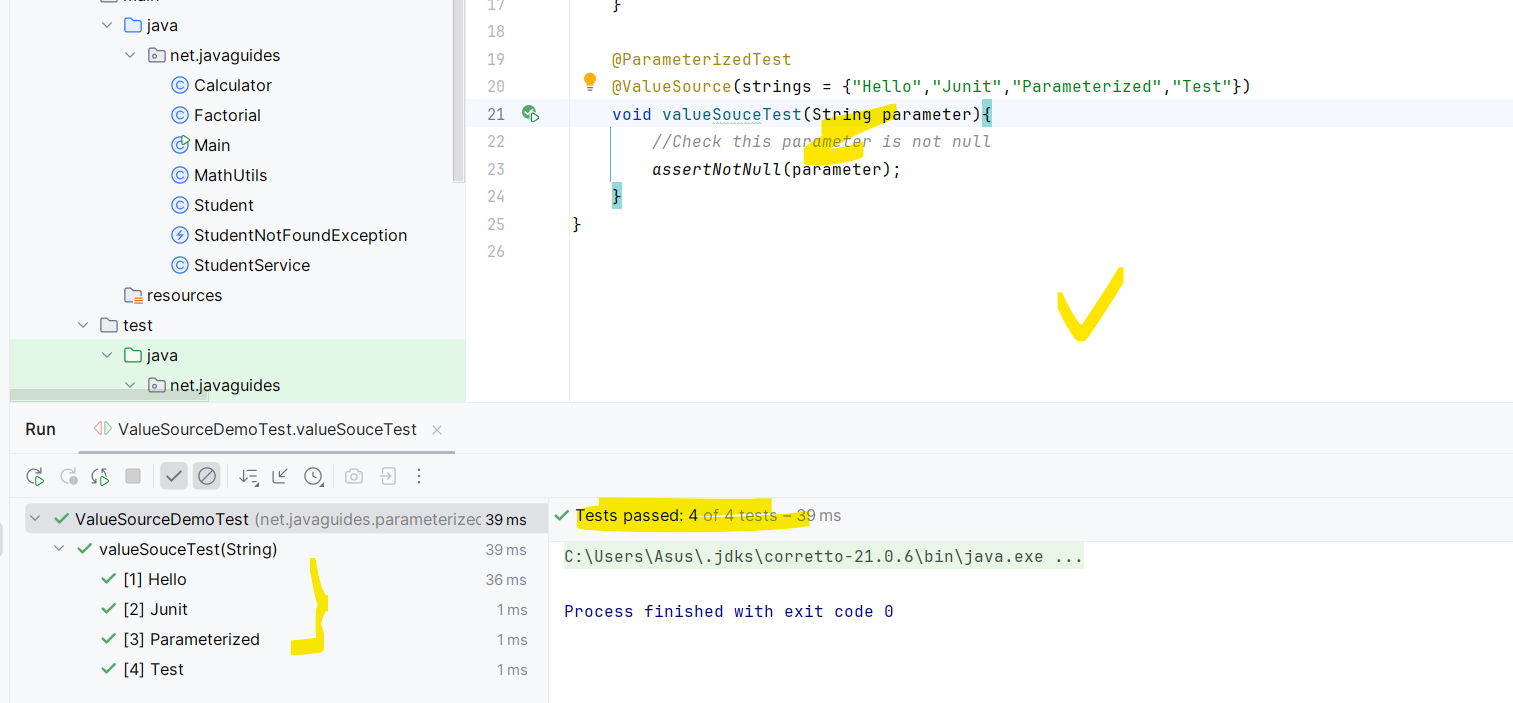 main
java
net.javaguides
Calculator
Factorial
Main
MathUtils
Student
StudentNotFoundException
StudentService
resources
test
java
net.javaguides
17 }
18
19 @ParameterizedTest
20 @ValueSource(strings = {"Hello","Junit","Parameterized","Test"})
21 void valueSouceTest(String parameter){
22 //Check this parameter is not null
23 assertNotNull(parameter);
24 }
25 }
26
Run ValueSourceDemoTest.valueSouceTest
ValueSourceDemoTest (net.javaguides.parameterized 39 ms
valueSouceTest(String) 39 ms
[1] Hello 36 ms
[2] Junit 1 ms
[3] Parameterized 1 ms
[4] Test 1 ms
Tests passed: 4 of 4 tests – 39 ms
C:\Users\Asus\.jdks\corretto-21.0.6\bin\java.exe ...
Process finished with exit code 0